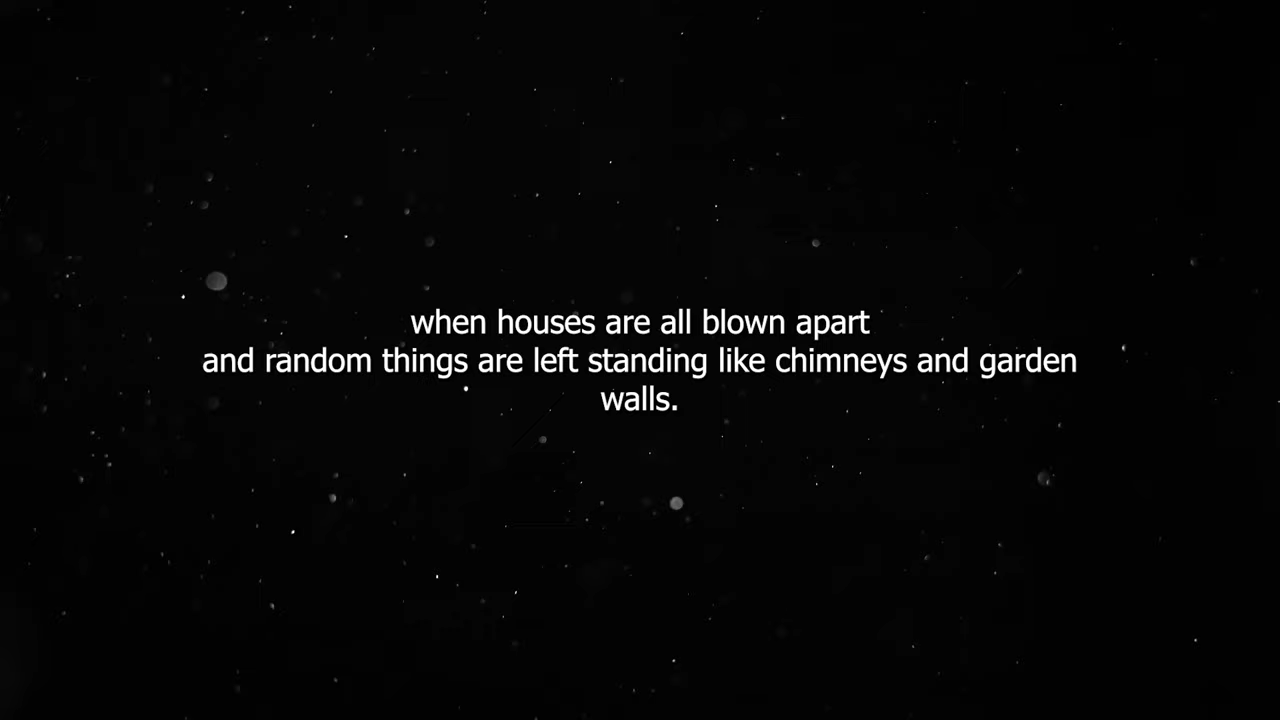 when houses are all blown apart
and random things are left standing like chimneys and garden
walls.